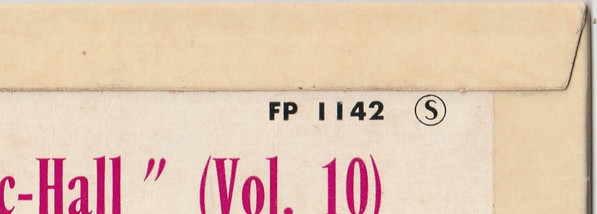 FP 1142 Ⓢ
c-Hall " (Vol. 10)